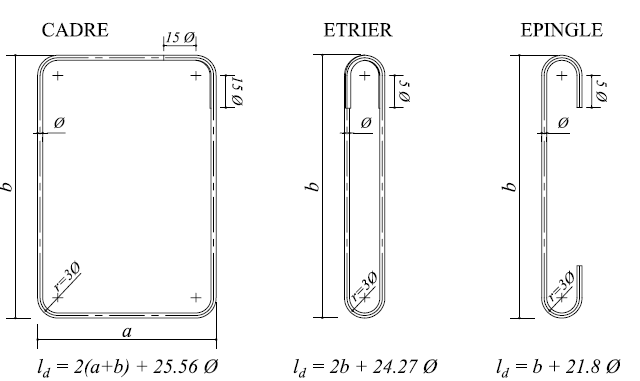 CADRE
15 Ø
15 Ø
Ø
b
r=3Ø
a
l_d = 2(a+b) + 25.56 Ø
ETRIER
5 Ø
Ø
b
r=3Ø
l_d = 2b + 24.27 Ø
EPINGLE
5 Ø
Ø
b
r=3Ø
l_d = b + 21.8 Ø